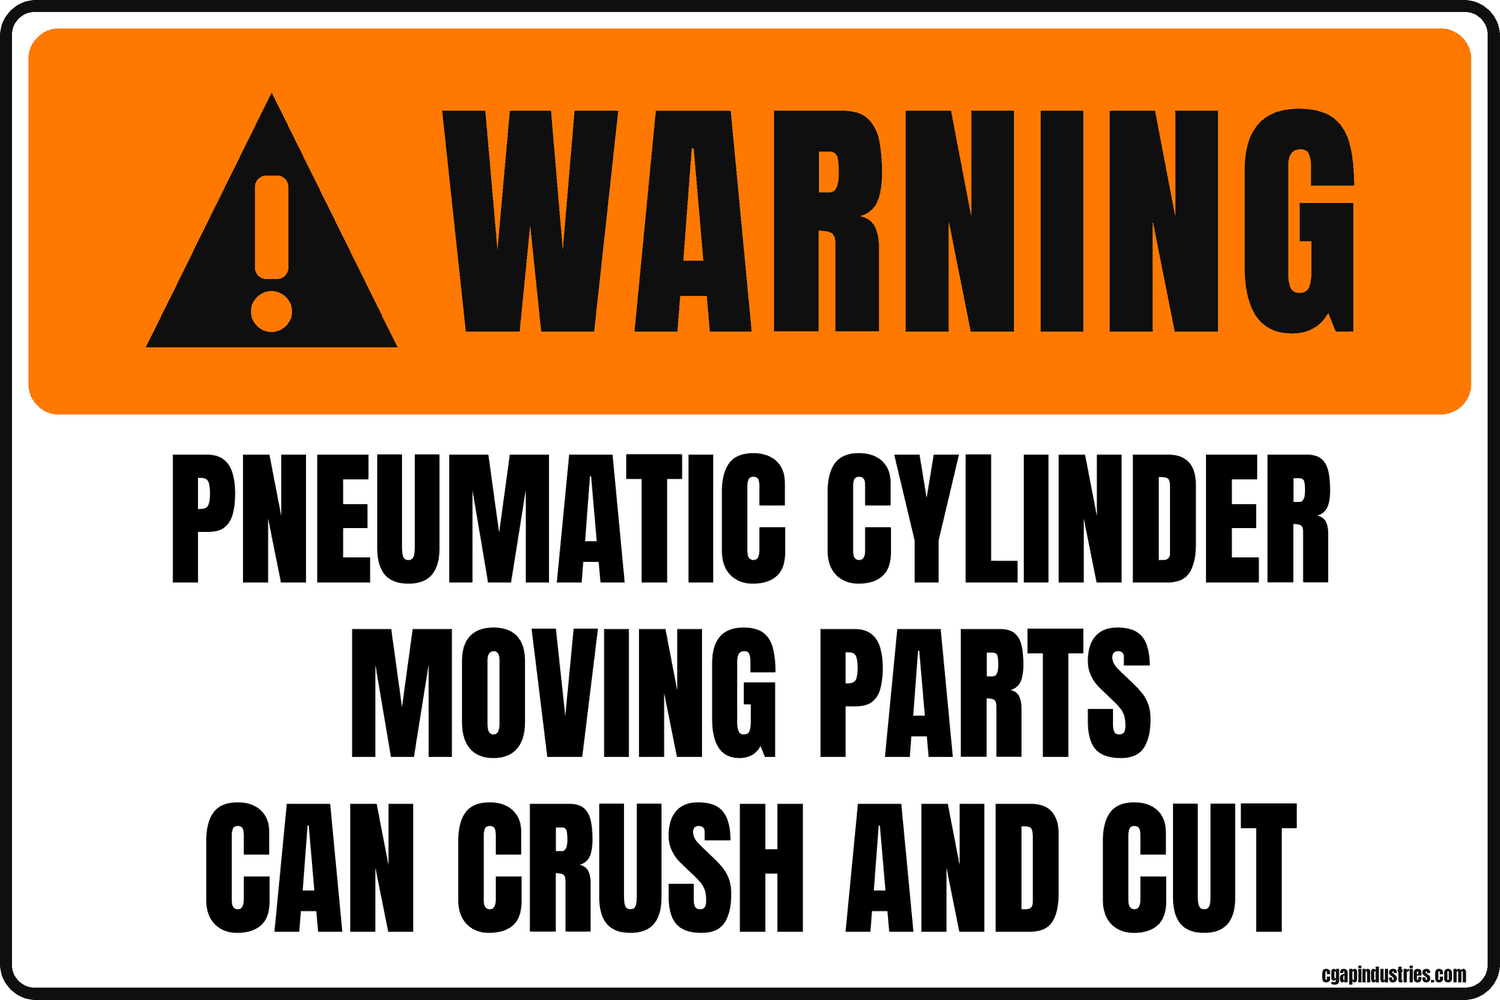 WARNING
PNEUMATIC CYLINDER
MOVING PARTS
CAN CRUSH AND CUT
cgapindustries.com